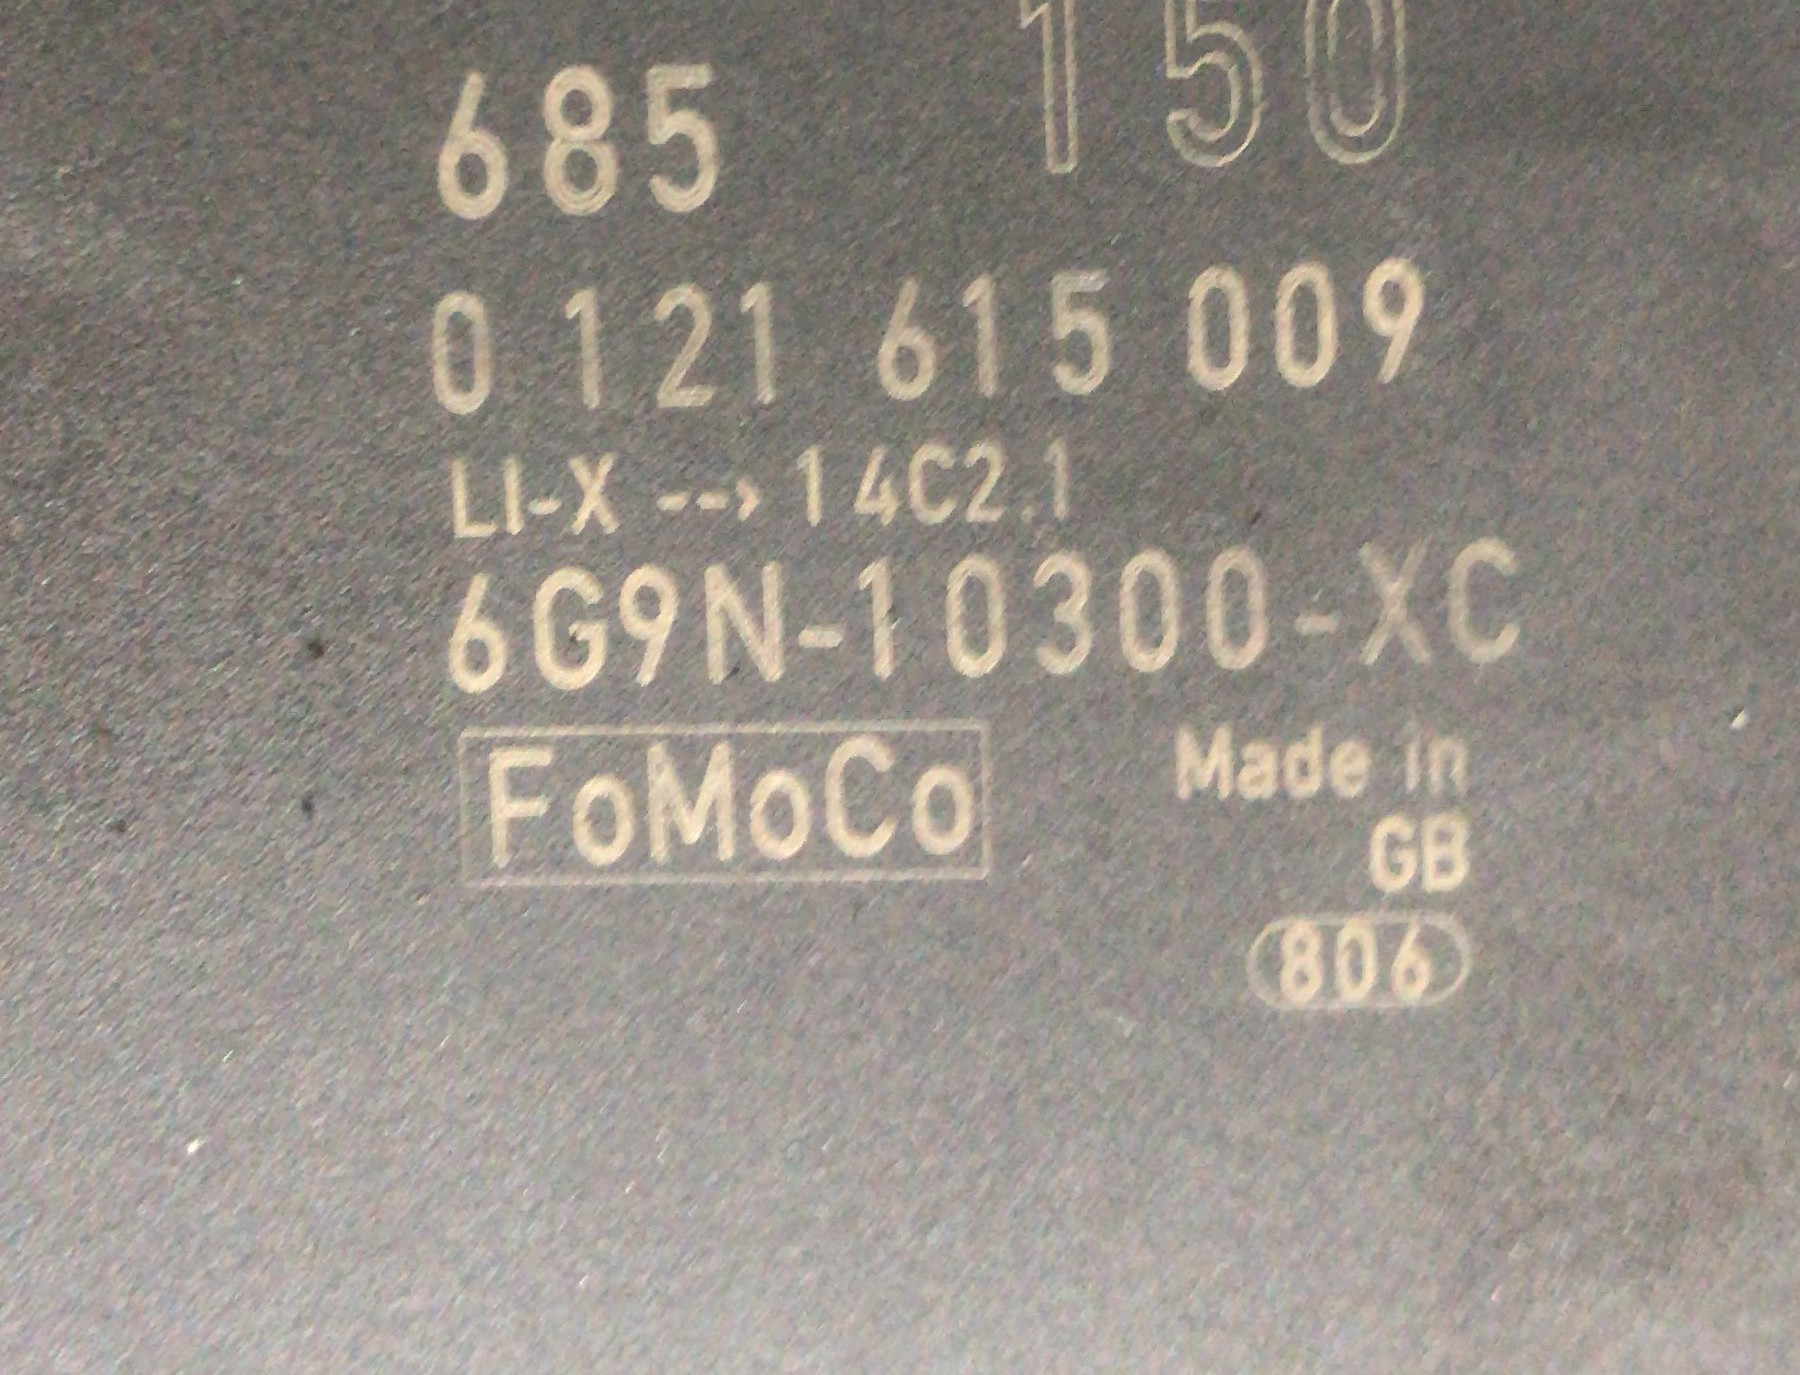 685 150
0 121 615 009
LI-X --> 14C2.1
6G9N-10300-XC
FoMoCo
Made in
GB
806